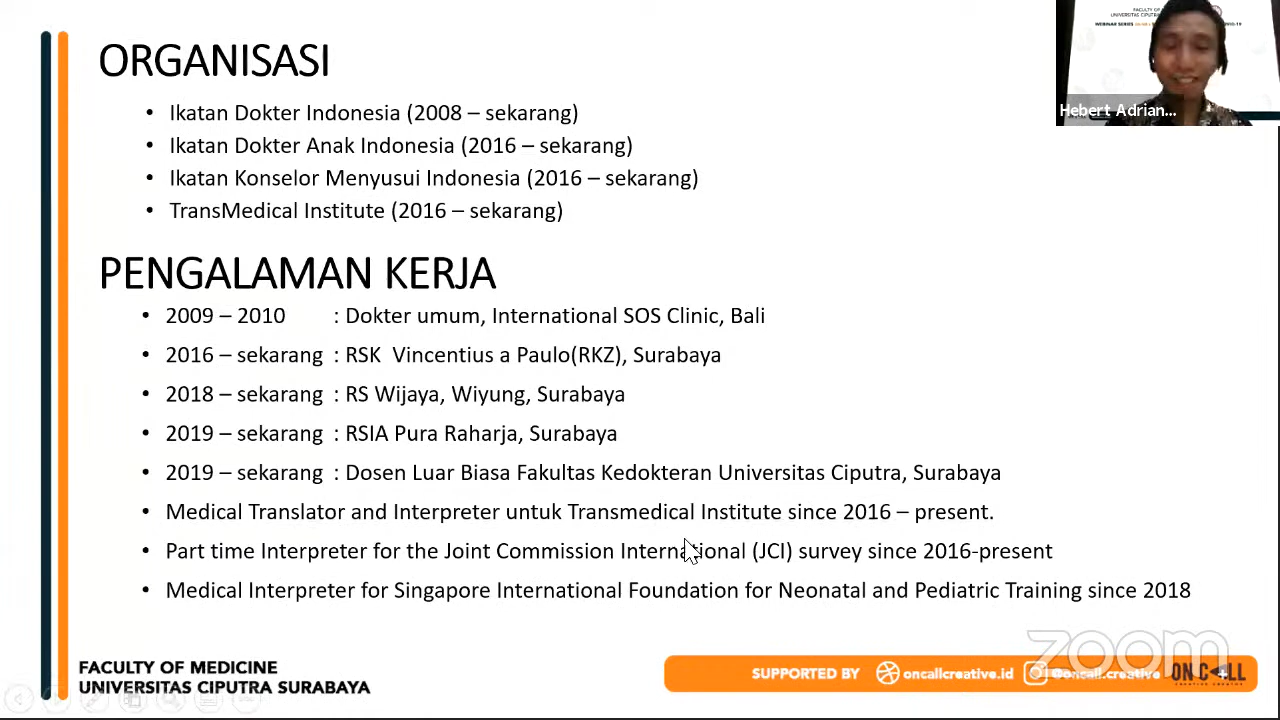 ORGANISASI
• Ikatan Dokter Indonesia (2008 – sekarang)
• Ikatan Dokter Anak Indonesia (2016 – sekarang)
• Ikatan Konselor Menyusui Indonesia (2016 – sekarang)
• TransMedical Institute (2016 – sekarang)
PENGALAMAN KERJA
• 2009 – 2010 : Dokter umum, International SOS Clinic, Bali
• 2016 – sekarang : RSK Vincentius a Paulo(RKZ), Surabaya
• 2018 – sekarang : RS Wijaya, Wiyung, Surabaya
• 2019 – sekarang : RSIA Pura Raharja, Surabaya
• 2019 – sekarang : Dosen Luar Biasa Fakultas Kedokteran Universitas Ciputra, Surabaya
• Medical Translator and Interpreter untuk Transmedical Institute since 2016 – present.
• Part time Interpreter for the Joint Commission International (JCI) survey since 2016-present
• Medical Interpreter for Singapore International Foundation for Neonatal and Pediatric Training since 2018
FACULTY OF
UNIVERSITAS CIPUTRA
WEBINAR SERIES
Hebert Adrian...
FACULTY OF MEDICINE
UNIVERSITAS CIPUTRA SURABAYA
SUPPORTED BY oncallcreative.id @oncall.creative ON CALL
zoom